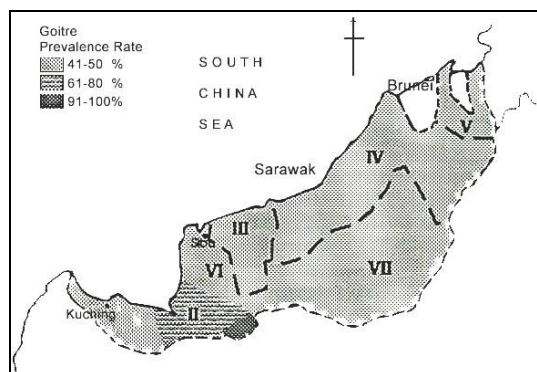 Goitre
Prevalence Rate
41-50 %
61-80 %
91-100%
SOUTH
CHINA
SEA
Brunei
V
IV
Sarawak
III
VI
VII
II
Kuching